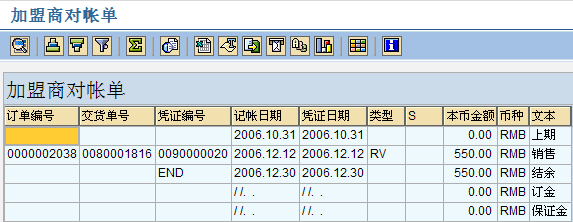 加盟商对帐单
加盟商对帐单
订单编号 交货单号 凭证编号 记帐日期 凭证日期 类型 S 本币金额 币种 文本
2006.10.31 2006.10.31 0.00 RMB 上期
0000002038 0080001816 0090000020 2006.12.12 2006.12.12 RV 550.00 RMB 销售
END 2006.12.30 2006.12.30 550.00 RMB 结余
//. . //. . 0.00 RMB 订金
//. . //. . 0.00 RMB 保证金